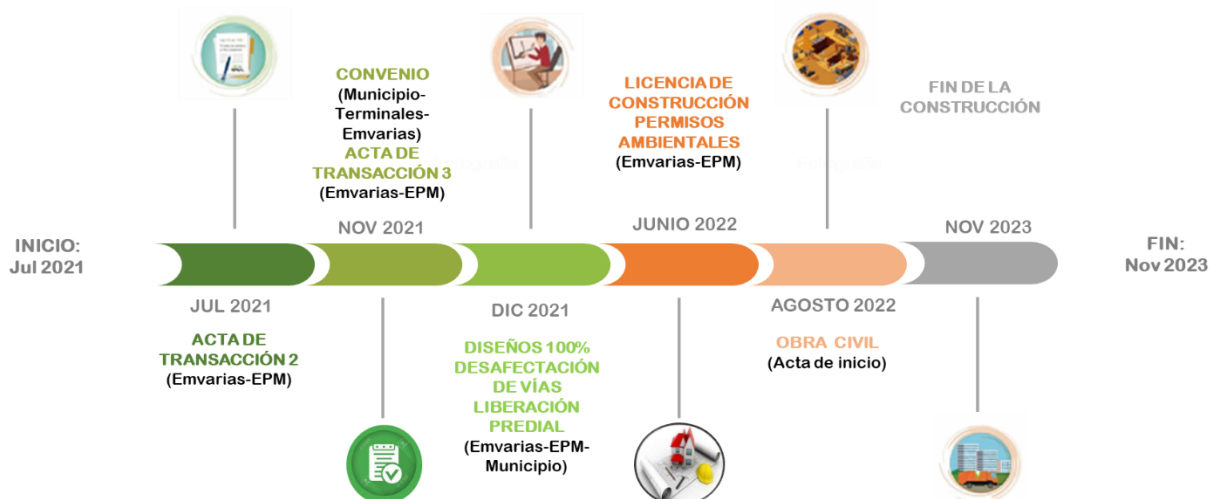 INICIO:
Jul 2021
JUL 2021
ACTA DE
TRANSACCIÓN 2
(Emvarias-EPM)
CONVENIO
(Municipio-
Terminales-
Emvarias)
ACTA DE
TRANSACCIÓN 3
(Emvarias-EPM)
NOV 2021
DIC 2021
DISEÑOS 100%
DESAFECTACIÓN
DE VÍAS
LIBERACIÓN
PREDIAL
(Emvarias-EPM-
Municipio)
LICENCIA DE
CONSTRUCCIÓN
PERMISOS
AMBIENTALES
(Emvarias-EPM)
JUNIO 2022
AGOSTO 2022
OBRA CIVIL
(Acta de inicio)
FIN DE LA
CONSTRUCCIÓN
NOV 2023
FIN:
Nov 2023